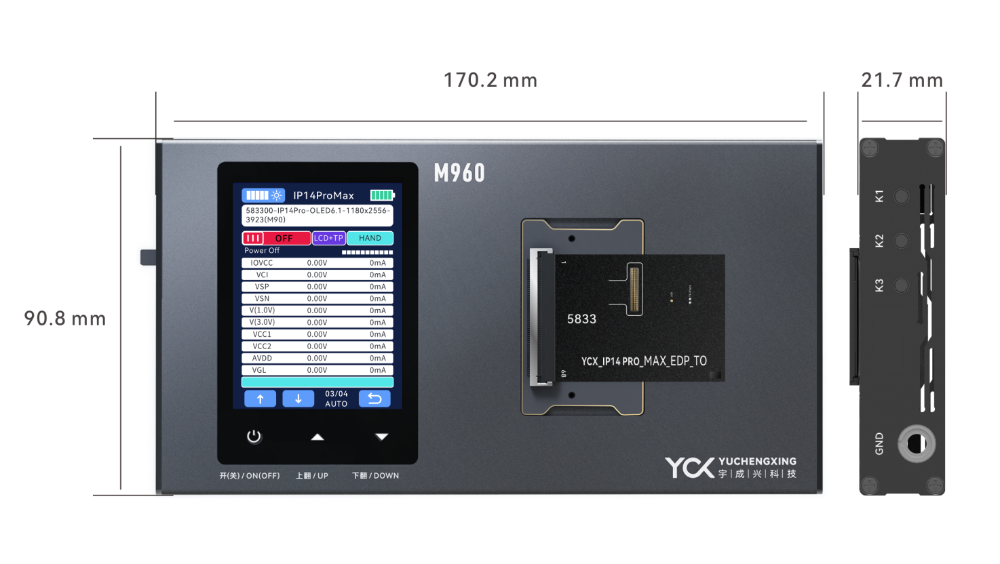 170.2 mm
21.7 mm
90.8 mm
M960
IP14ProMax
583300-IP14Pro-OLED6.1-1180x2556-
3923(M90)
OFF LCD+TP HAND
Power Off
IOVCC 0.00V 0mA
VCI 0.00V 0mA
VSP 0.00V 0mA
VSN 0.00V 0mA
V(1.0V) 0.00V 0mA
V(3.0V) 0.00V 0mA
VCC1 0.00V 0mA
VCC2 0.00V 0mA
AVDD 0.00V 0mA
VGL 0.00V 0mA
03/04
AUTO
开(关)/ON(OFF) 上翻/UP 下翻/DOWN
1
5833
YCX_IP14 PRO_MAX_EDP_TO
68
YCX YUCHENGXING
宇|成|兴|科|技
K1
K2
K3
GND